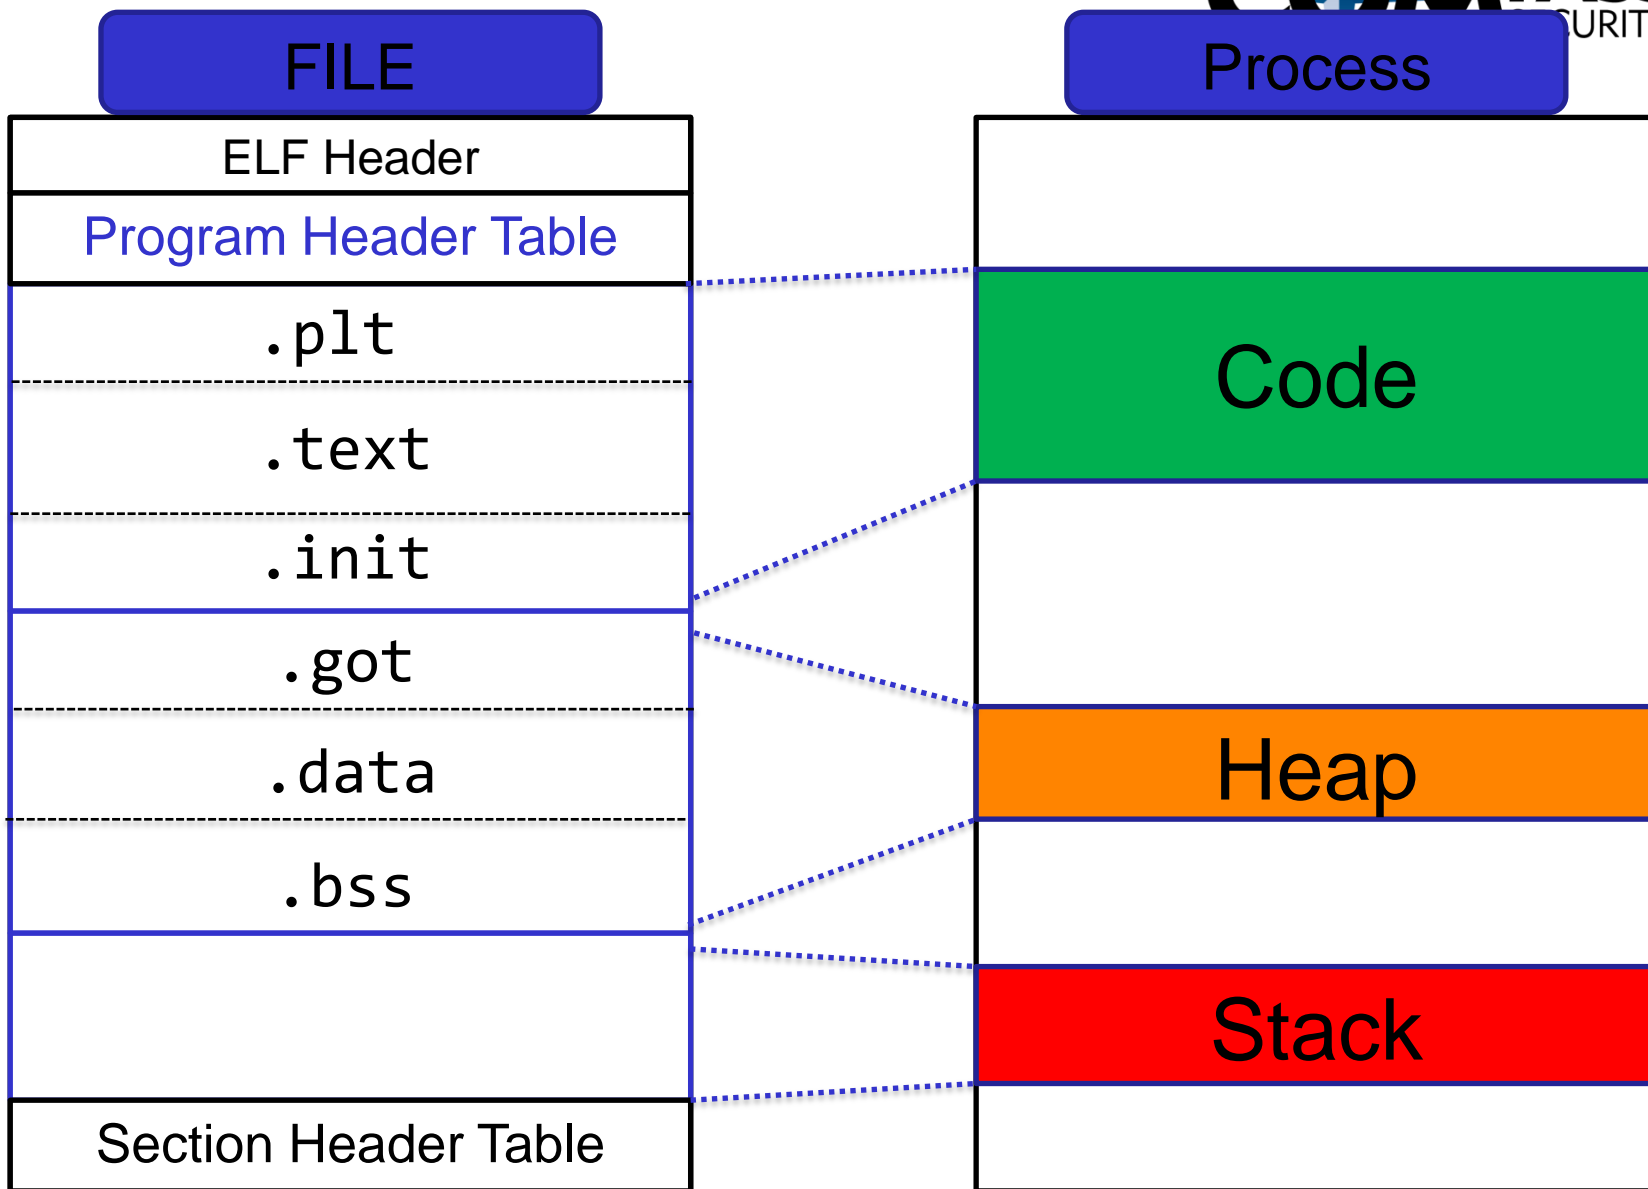 FILE
Process
ELF Header
Program Header Table
.plt
.text
.init
.got
.data
.bss
Section Header Table
Code
Heap
Stack